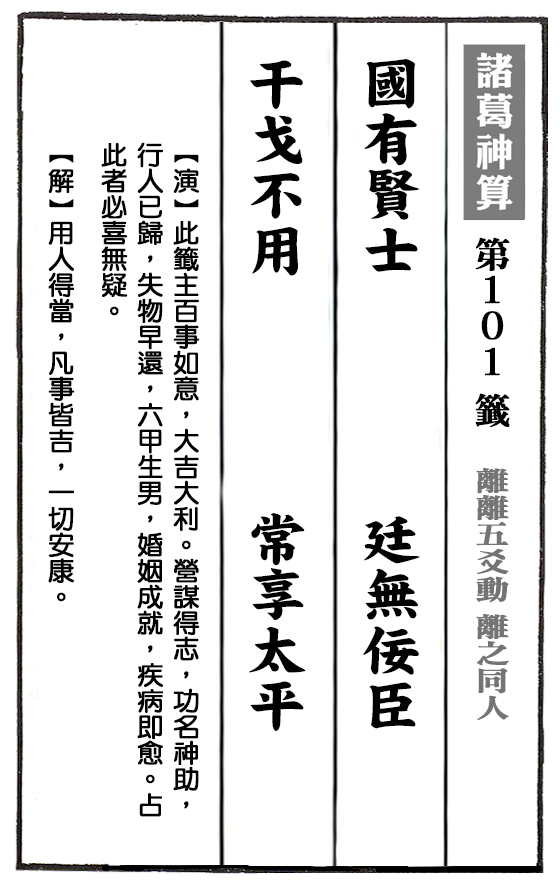 諸葛神算 第101籤 離離五爻動 離之同人
國有賢士 廷無佞臣
干戈不用 常享太平
【演】此籤主百事如意，大吉大利。營謀得志，功名神助，
行人已歸，失物早還，六甲生男，婚姻成就，疾病即愈。占
此者必喜無疑。
【解】用人得當，凡事皆吉，一切安康。